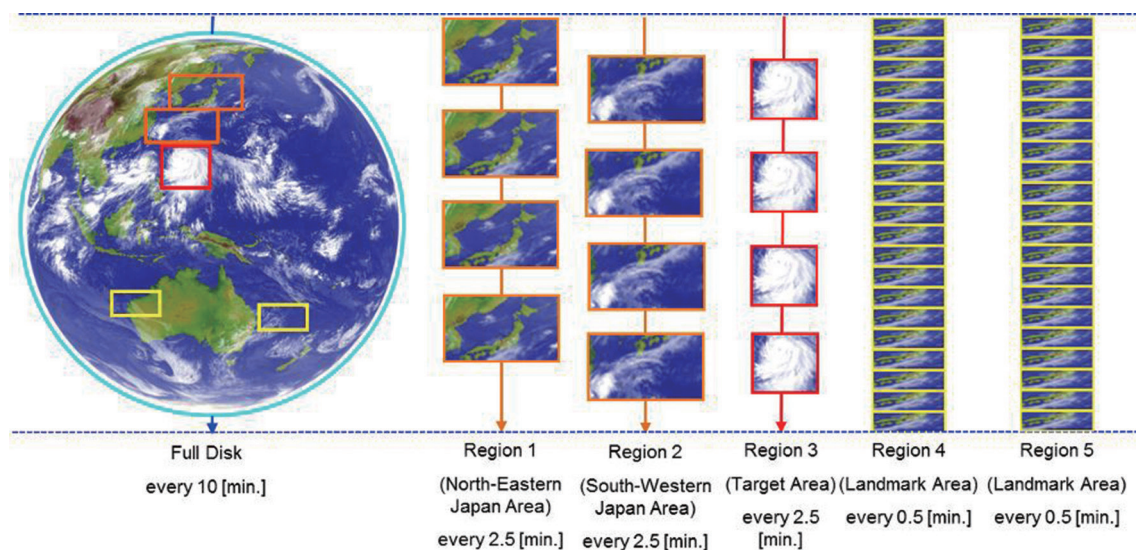 Full Disk
every 10 [min.]
Region 1
(North-Eastern
Japan Area)
every 2.5 [min.]
Region 2
(South-Western
Japan Area)
every 2.5 [min.]
Region 3
(Target Area)
every 2.5
[min.]
Region 4
(Landmark Area)
every 0.5 [min.]
Region 5
(Landmark Area)
every 0.5 [min.]